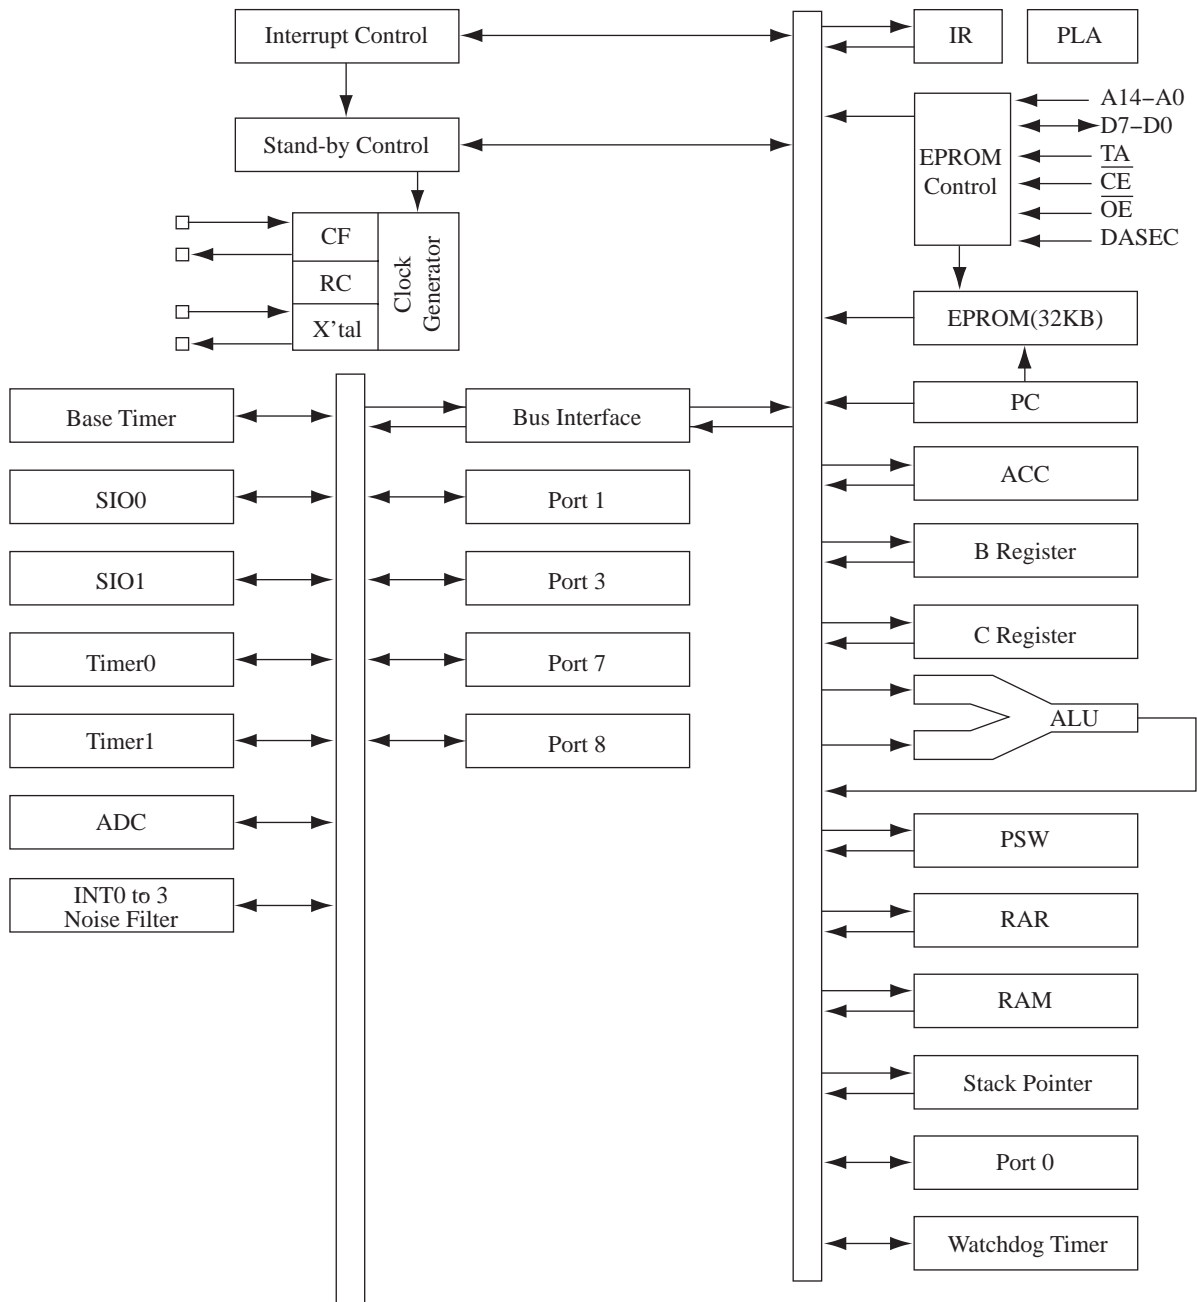 Interrupt Control
IR
PLA
Stand-by Control
EPROM
Control
A14–A0
D7–D0
TA
CE
OE
DASEC
CF
RC
X’tal
Clock
Generator
EPROM(32KB)
PC
Base Timer
Bus Interface
ACC
SIO0
Port 1
B Register
SIO1
Port 3
C Register
Timer0
Port 7
Timer1
Port 8
ALU
ADC
PSW
INT0 to 3
Noise Filter
RAR
RAM
Stack Pointer
Port 0
Watchdog Timer